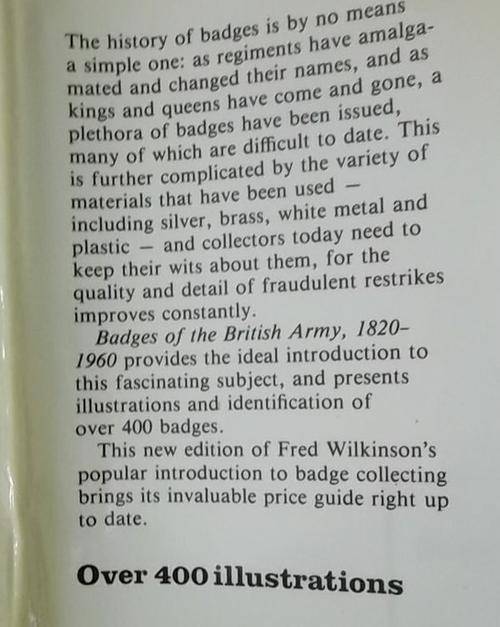 The history of badges is by no means
a simple one: as regiments have amalga-
mated and changed their names, and as
kings and queens have come and gone, a
plethora of badges have been issued,
many of which are difficult to date. This
is further complicated by the variety of
materials that have been used —
including silver, brass, white metal and
plastic — and collectors today need to
keep their wits about them, for the
quality and detail of fraudulent restrikes
improves constantly.
Badges of the British Army, 1820–
1960 provides the ideal introduction to
this fascinating subject, and presents
illustrations and identification of
over 400 badges.
This new edition of Fred Wilkinson's
popular introduction to badge collecting
brings its invaluable price guide right up
to date.
Over 400 illustrations